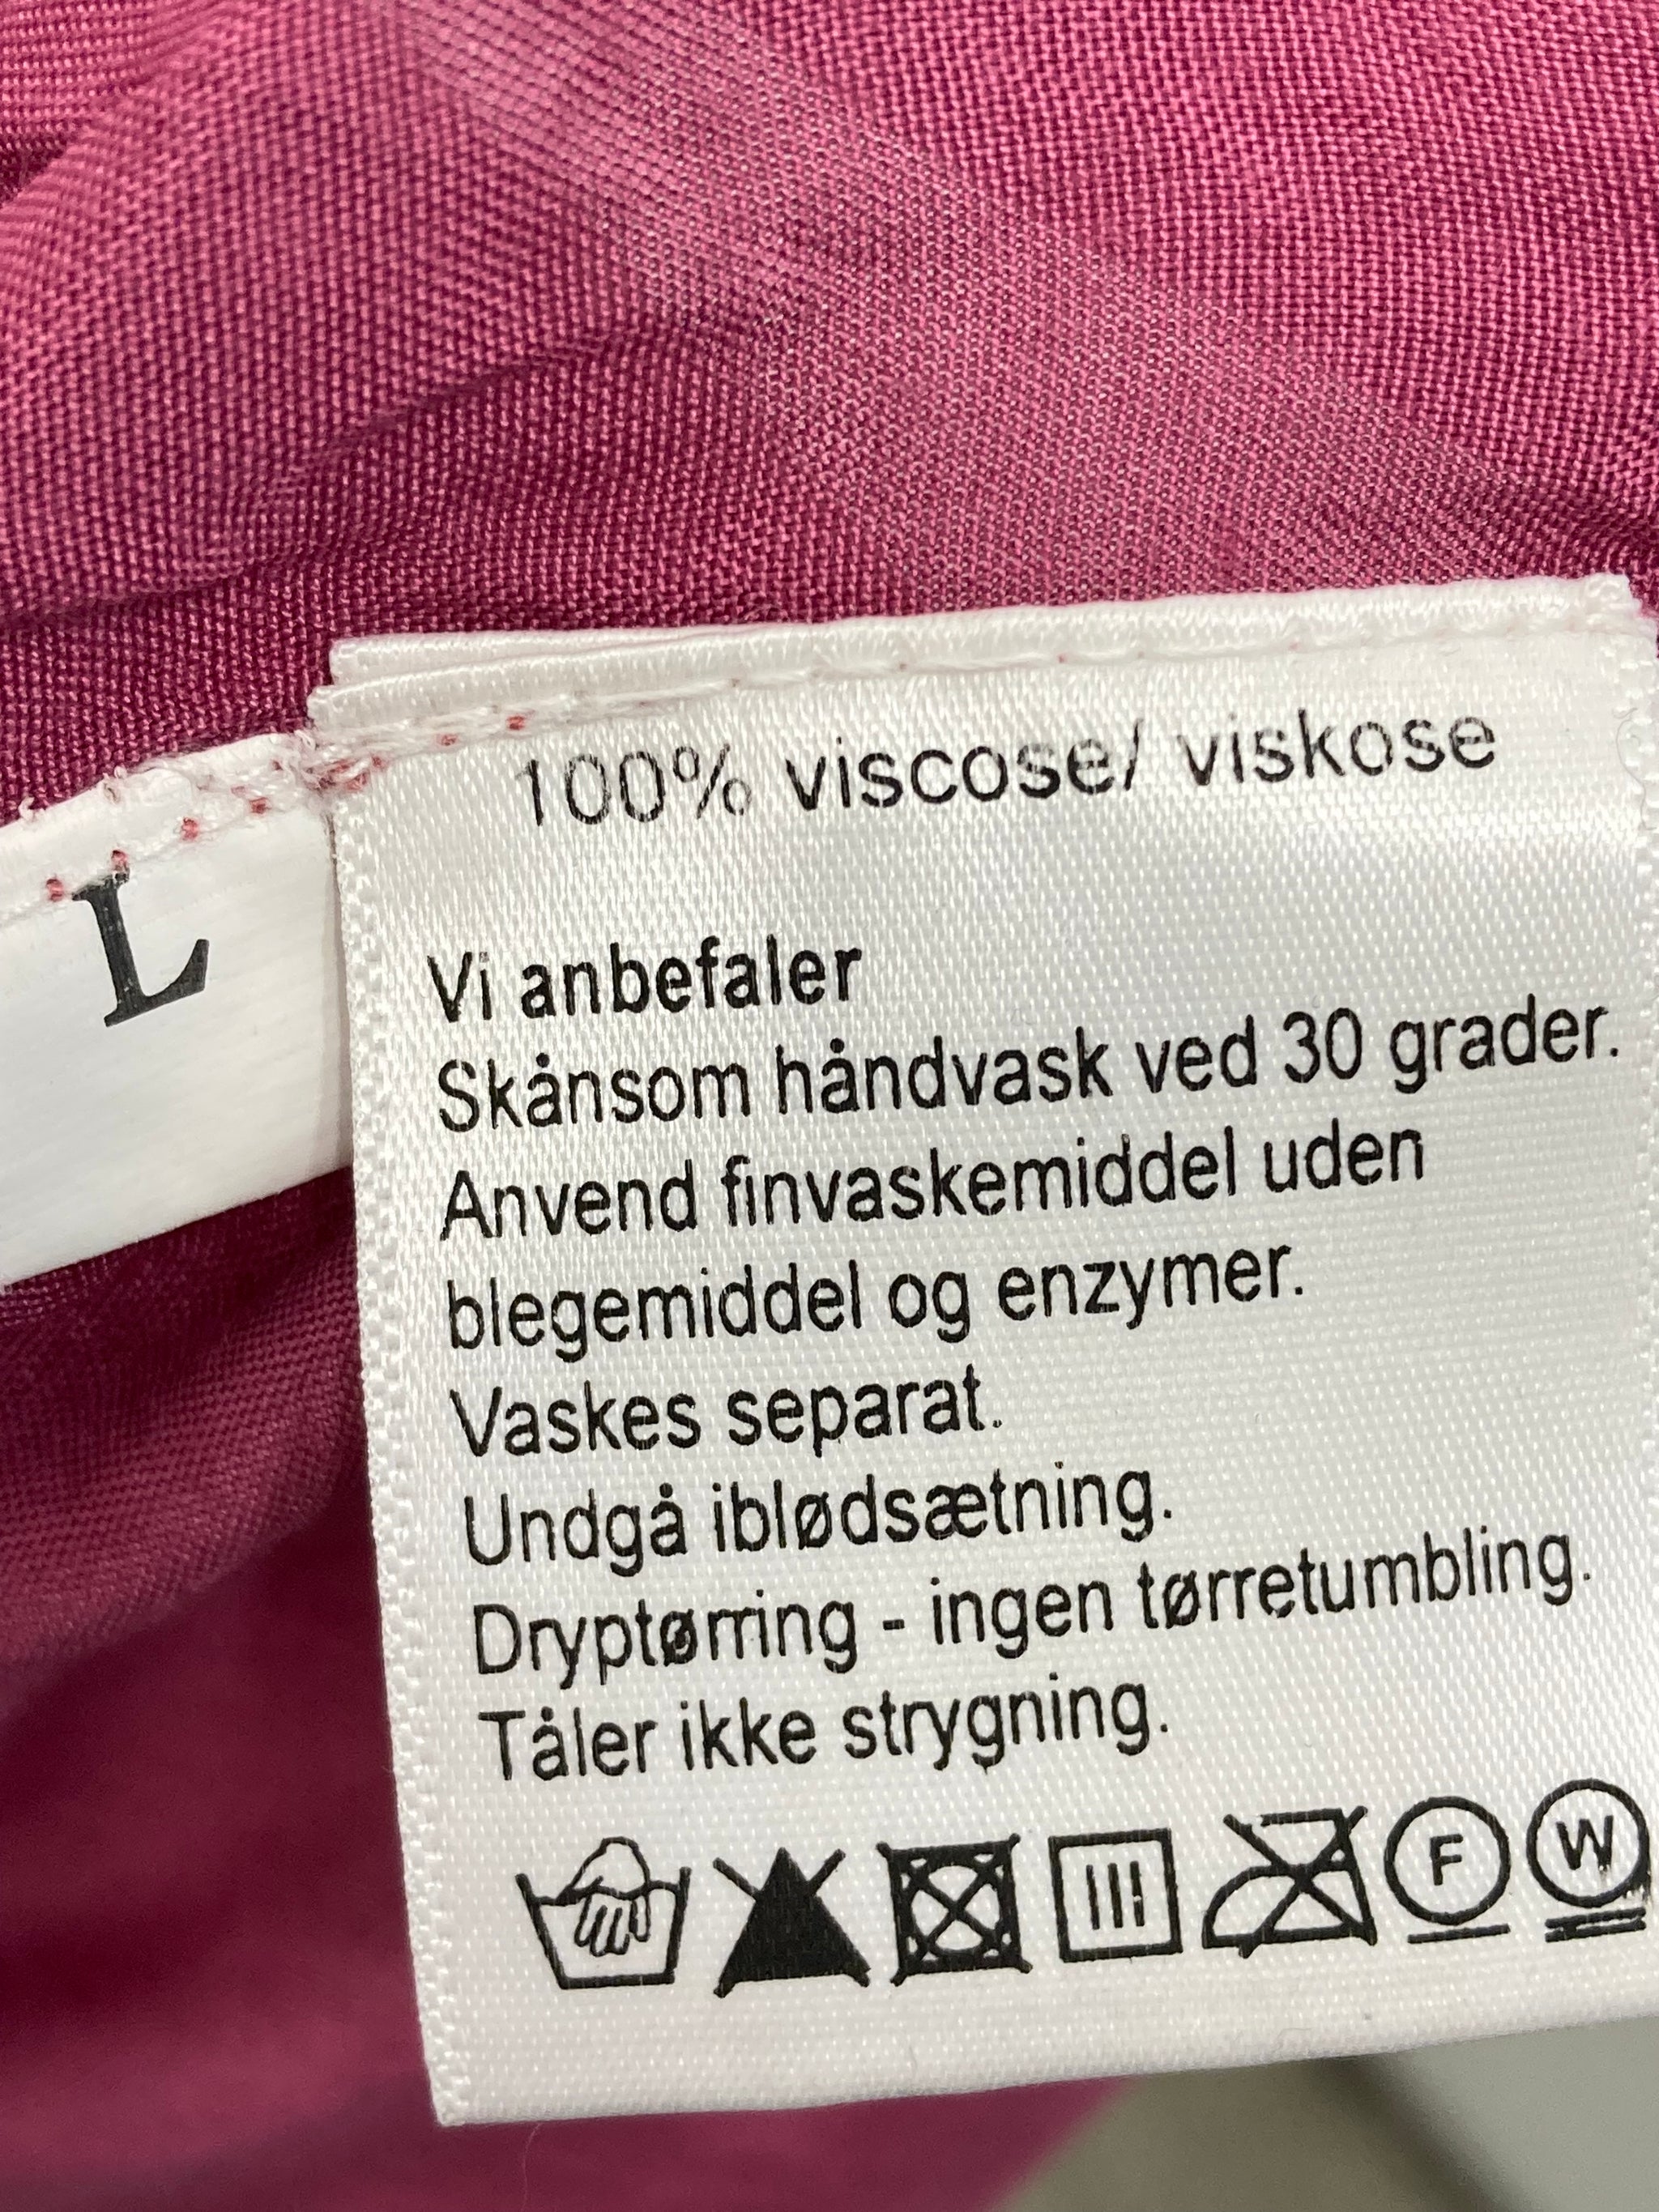 100% viscose/ viskose
L
Vi anbefaler
Skånsom håndvask ved 30 grader.
Anvend finvaskemiddel uden
blegemiddel og enzymer.
Vaskes separat.
Undgå iblødsætning.
Dryptørring - ingen tørretumbling.
Tåler ikke strygning.
F W